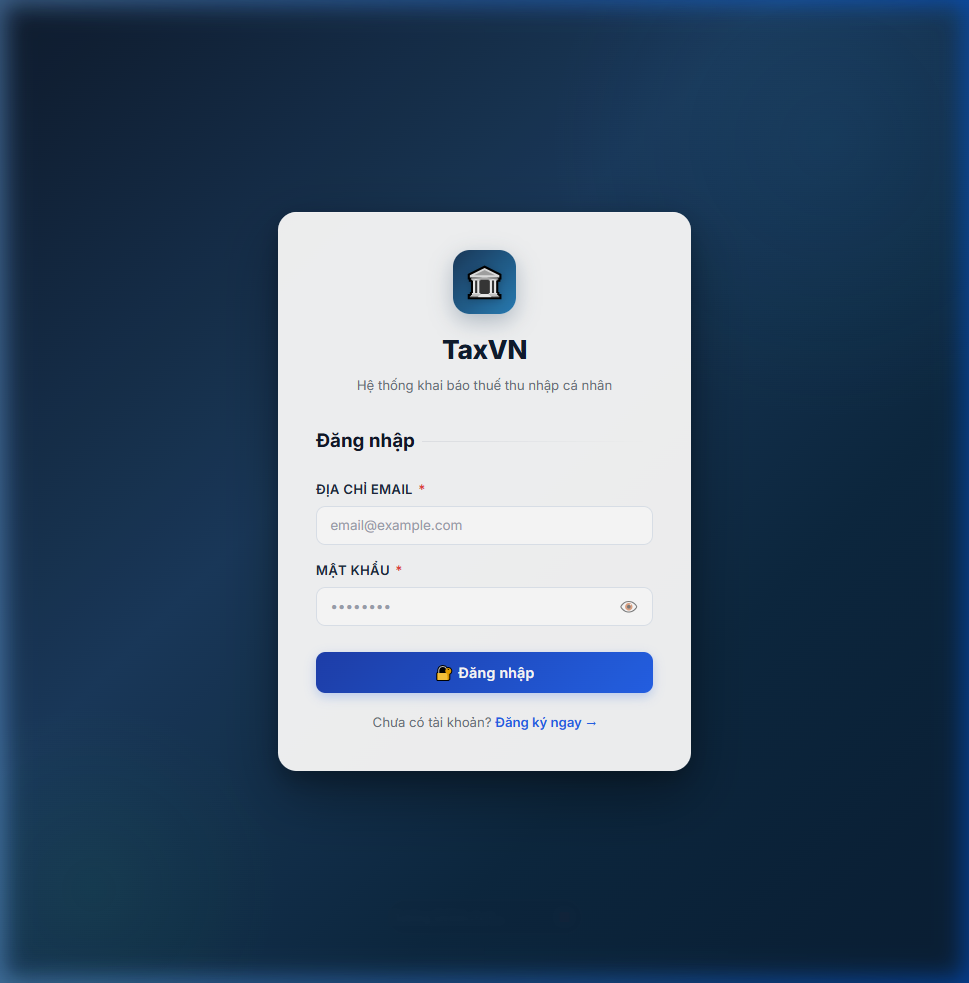 TaxVN
Hệ thống khai báo thuế thu nhập cá nhân
Đăng nhập
ĐỊA CHỈ EMAIL *
email@example.com
MẬT KHẨU *
••••••••
Đăng nhập
Chưa có tài khoản? Đăng ký ngay →